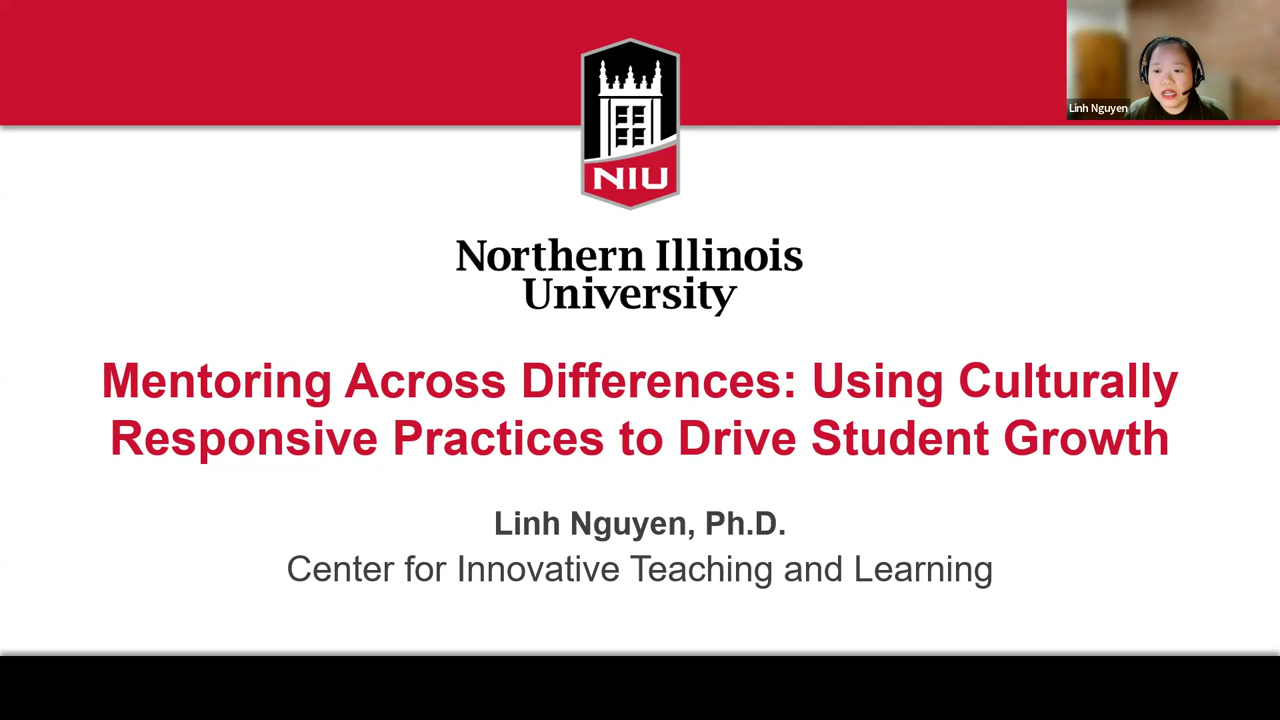 Linh Nguyen
NIU
Northern Illinois
University
Mentoring Across Differences: Using Culturally
Responsive Practices to Drive Student Growth
Linh Nguyen, Ph.D.
Center for Innovative Teaching and Learning